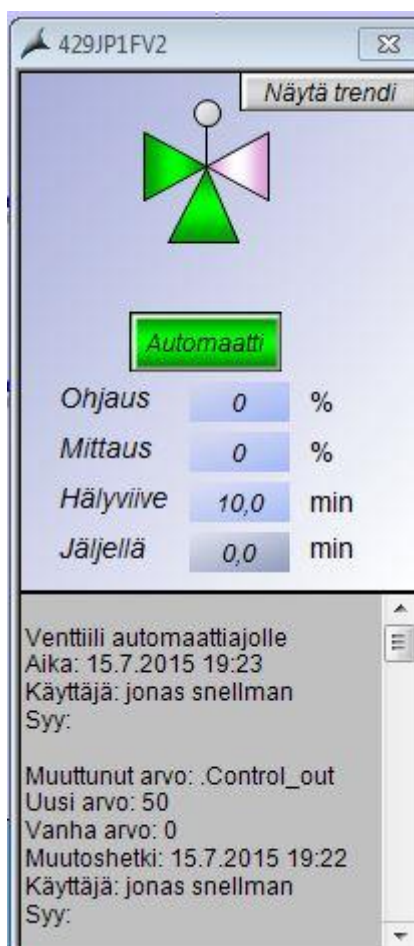 429JP1FV2
Näytä trendi
Automaatti
Ohjaus 0 %
Mittaus 0 %
Hälyviive 10,0 min
Jäljellä 0,0 min
Venttiili automaattiajolle
Aika: 15.7.2015 19:23
Käyttäjä: jonas snellman
Syy:
Muuttunut arvo: .Control_out
Uusi arvo: 50
Vanha arvo: 0
Muutoshetki: 15.7.2015 19:22
Käyttäjä: jonas snellman
Syy: